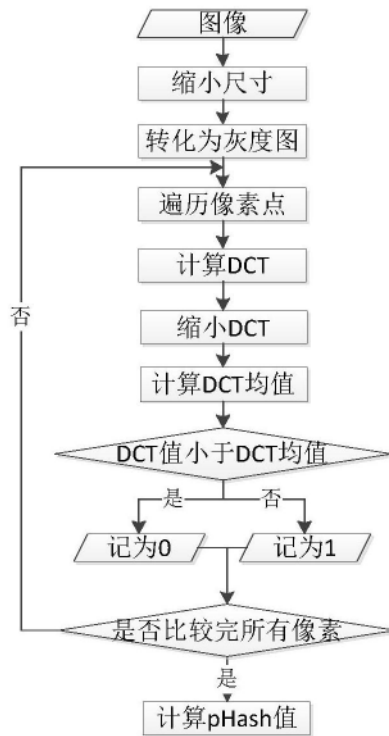 图像
缩小尺寸
转化为灰度图
遍历像素点
计算DCT
否
缩小DCT
计算DCT均值
DCT值小于DCT均值
是
否
记为0
记为1
是否比较完所有像素
是
计算pHash值